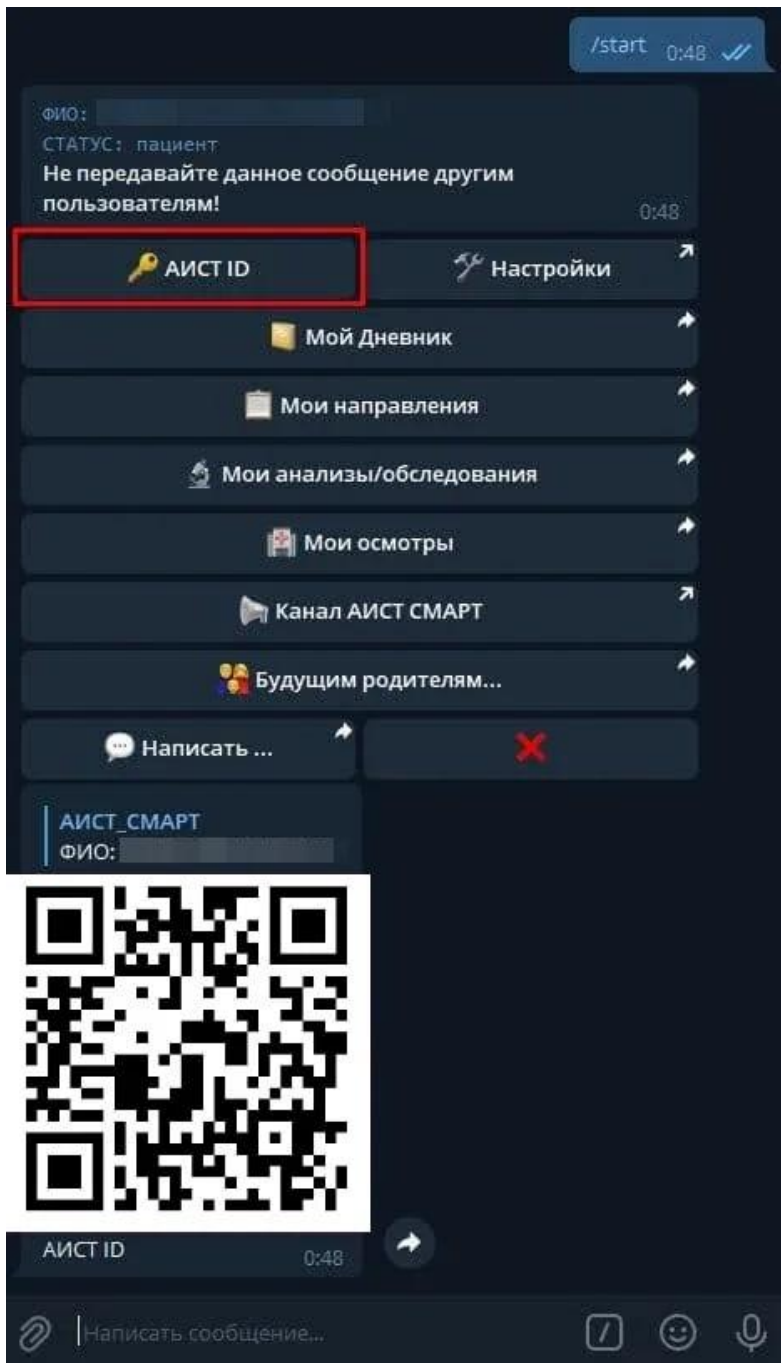 /start 0:48
ФИО:
СТАТУС: пациент
Не передавайте данное сообщение другим
пользователям!
0:48
АИСТ ID
Настройки
Мой Дневник
Мои направления
Мои анализы/обследования
Мои осмотры
Канал АИСТ СМАРТ
Будущим родителям...
Написать ...
АИСТ_СМАРТ
ФИО:
АИСТ ID
0:48
Написать сообщение...